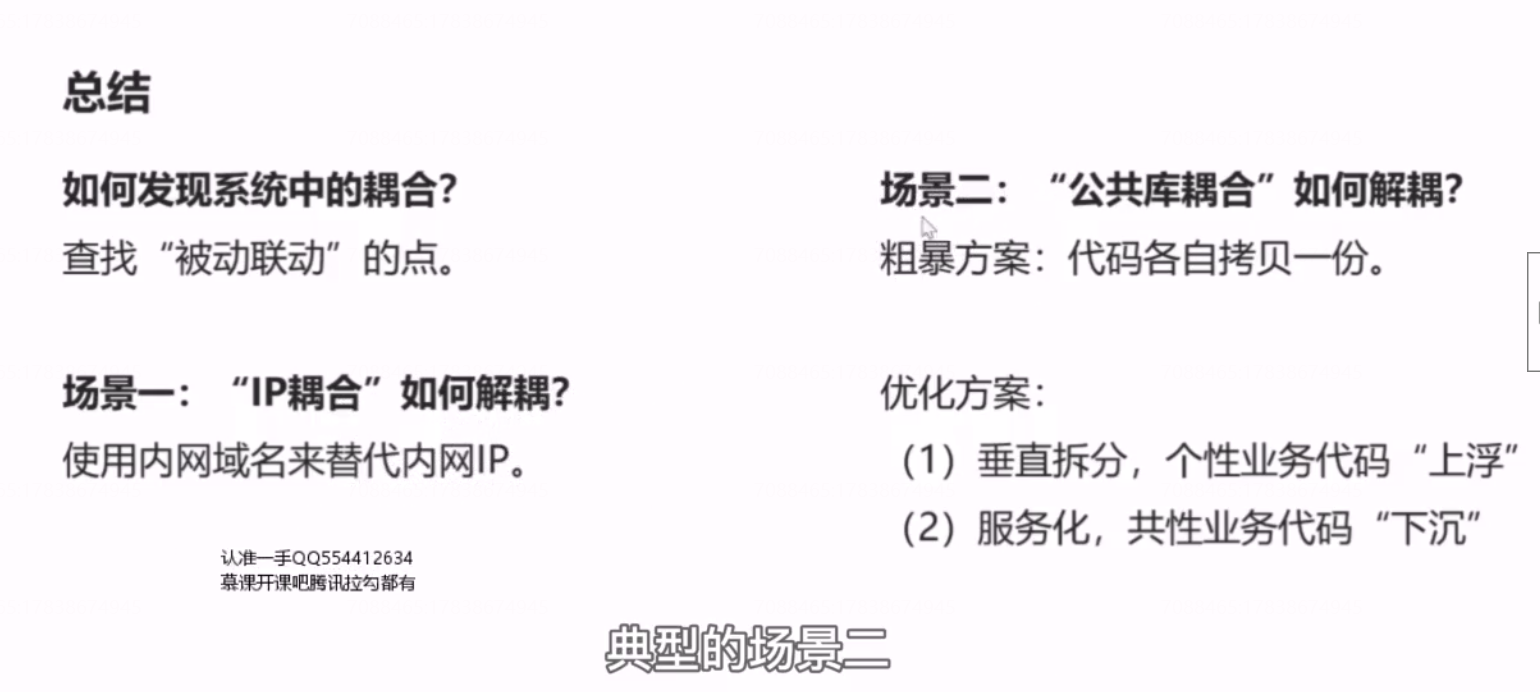 总结
如何发现系统中的耦合？
查找“被动联动”的点。
场景一：“IP耦合”如何解耦？
使用内网域名来替代内网IP。
场景二：“公共库耦合”如何解耦？
粗暴方案：代码各自拷贝一份。
优化方案：
（1）垂直拆分，个性业务代码“上浮”
（2）服务化，共性业务代码“下沉”
认准一手QQ554412634
慕课开课吧腾讯拉勾都有
典型的场景二